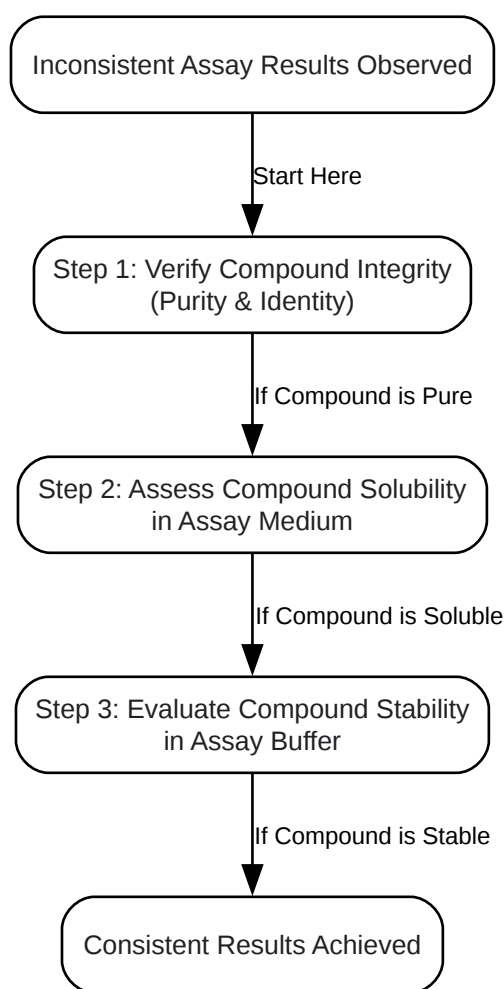 Inconsistent Assay Results Observed
Start Here
Step 1: Verify Compound Integrity
(Purity & Identity)
If Compound is Pure
Step 2: Assess Compound Solubility
in Assay Medium
If Compound is Soluble
Step 3: Evaluate Compound Stability
in Assay Buffer
If Compound is Stable
Consistent Results Achieved